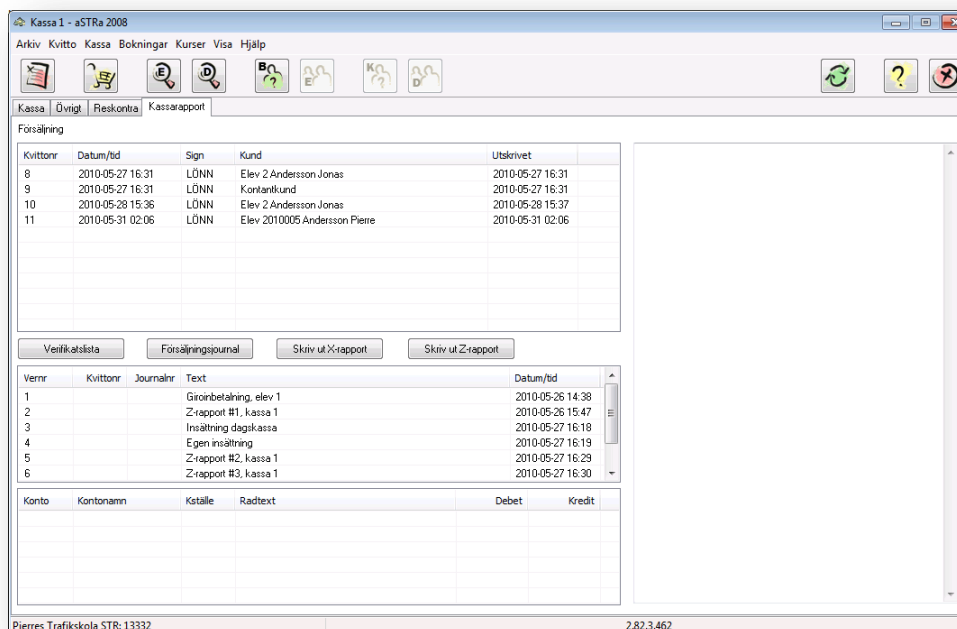 Kassa 1 - aSTRa 2008
Arkiv Kvitto Kassa Bokningar Kurser Visa Hjälp
E D B ? E K ? D ?
Kassa Övrigt Reskontra Kassarapport
Försäljning
Kvittonr Datum/tid Sign Kund Utskrivet
8 2010-05-27 16:31 LÖNN Elev 2 Andersson Jonas 2010-05-27 16:31
9 2010-05-27 16:31 LÖNN Kontantkund 2010-05-27 16:31
10 2010-05-28 15:36 LÖNN Elev 2 Andersson Jonas 2010-05-28 15:37
11 2010-05-31 02:06 LÖNN Elev 2010005 Andersson Pierre 2010-05-31 02:06
Verifikatslista Försäljningsjournal Skriv ut X-rapport Skriv ut Z-rapport
Vernr Kvittonr Journalnr Text Datum/tid
1 Giroinbetalning, elev 1 2010-05-26 14:38
2 Z-rapport #1, kassa 1 2010-05-26 15:47
3 Insättning dagskassa 2010-05-27 16:18
4 Egen insättning 2010-05-27 16:19
5 Z-rapport #2, kassa 1 2010-05-27 16:29
6 Z-rapport #3, kassa 1 2010-05-27 16:30
Konto Kontonamn Kställe Radtext Debet Kredit
Pierres Trafikskola STR: 13332 2.82.3.462